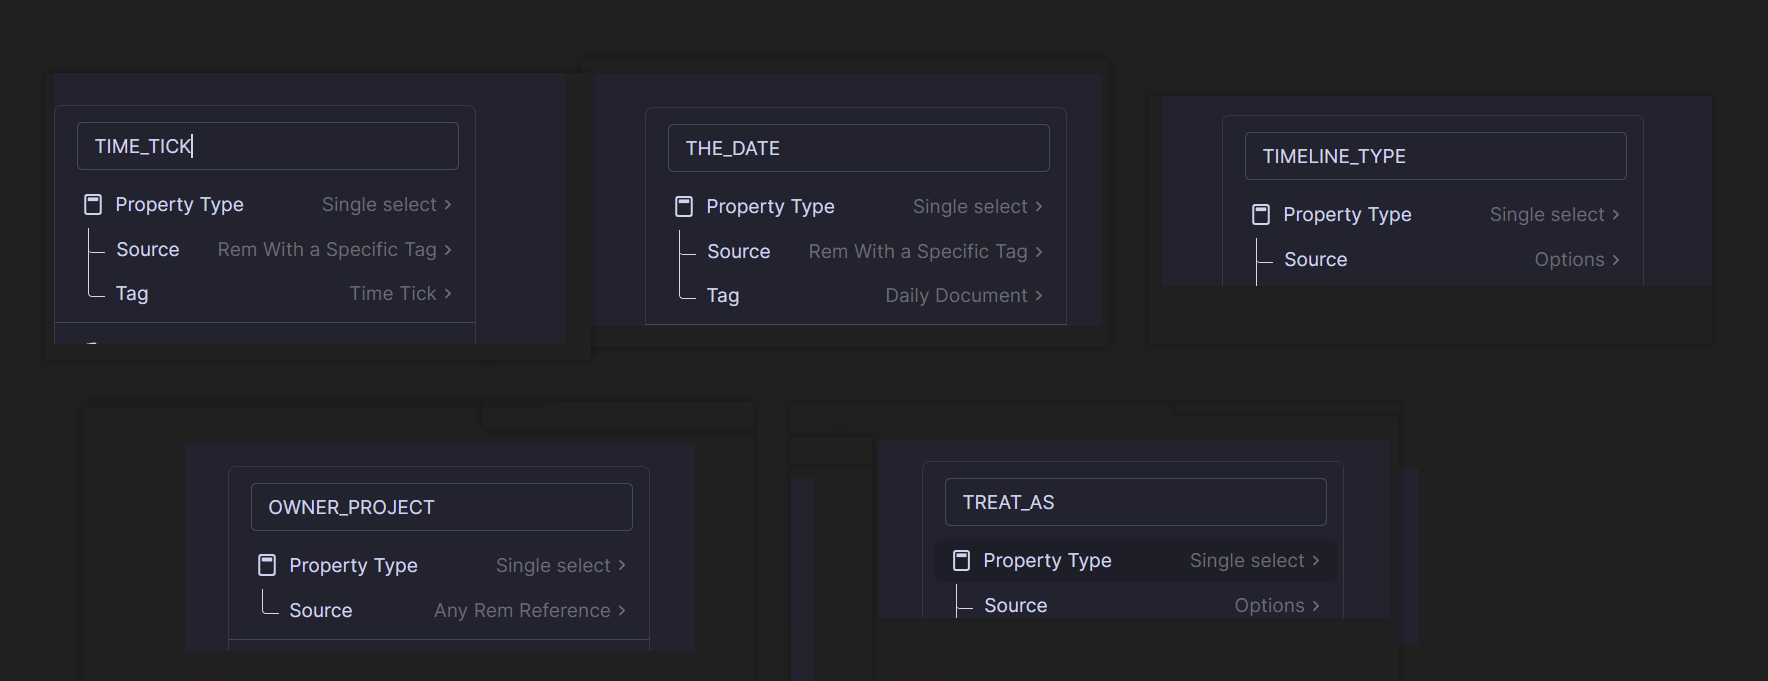 TIME_TICK
Property Type Single select
Source Rem With a Specific Tag
Tag Time Tick
THE_DATE
Property Type Single select
Source Rem With a Specific Tag
Tag Daily Document
TIMELINE_TYPE
Property Type Single select
Source Options
OWNER_PROJECT
Property Type Single select
Source Any Rem Reference
TREAT_AS
Property Type Single select
Source Options